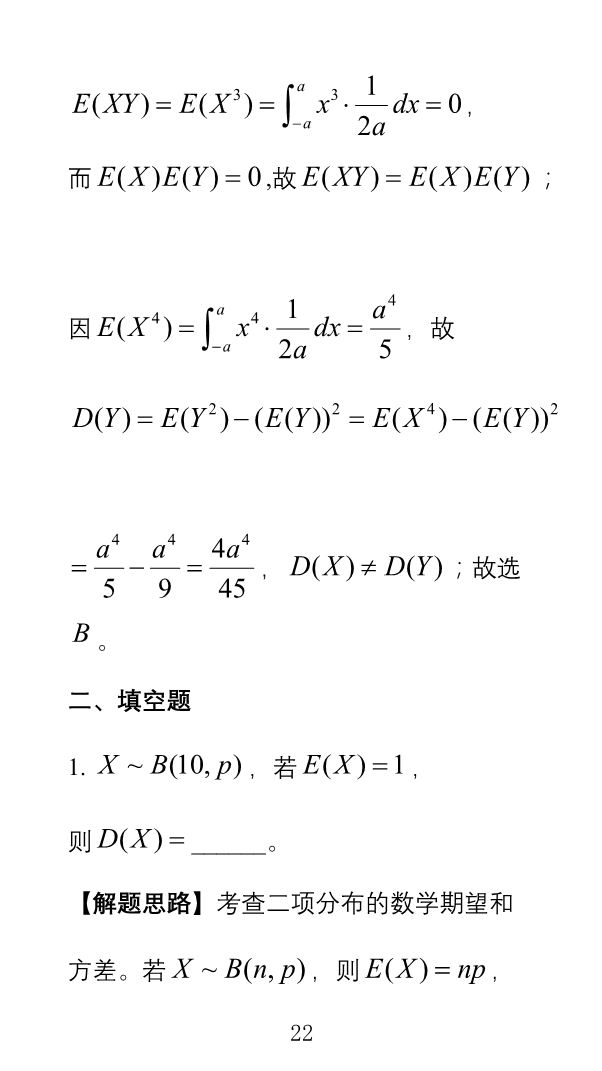 $E(XY) = E(X^3) = \int_{-a}^{a} x^3 \cdot \frac{1}{2a} dx = 0$,
而 $E(X)E(Y) = 0$ ,故 $E(XY) = E(X)E(Y)$ ；
因 $E(X^4) = \int_{-a}^{a} x^4 \cdot \frac{1}{2a} dx = \frac{a^4}{5}$，故
$D(Y) = E(Y^2) - (E(Y))^2 = E(X^4) - (E(Y))^2$
$= \frac{a^4}{5} - \frac{a^4}{9} = \frac{4a^4}{45}$， $D(X) \neq D(Y)$ ；故选
$B$ 。
二、填空题
1. $X \sim B(10, p)$，若 $E(X) = 1$，
则 $D(X) =$ ______。
【解题思路】考查二项分布的数学期望和
方差。若 $X \sim B(n, p)$，则 $E(X) = np$，
22